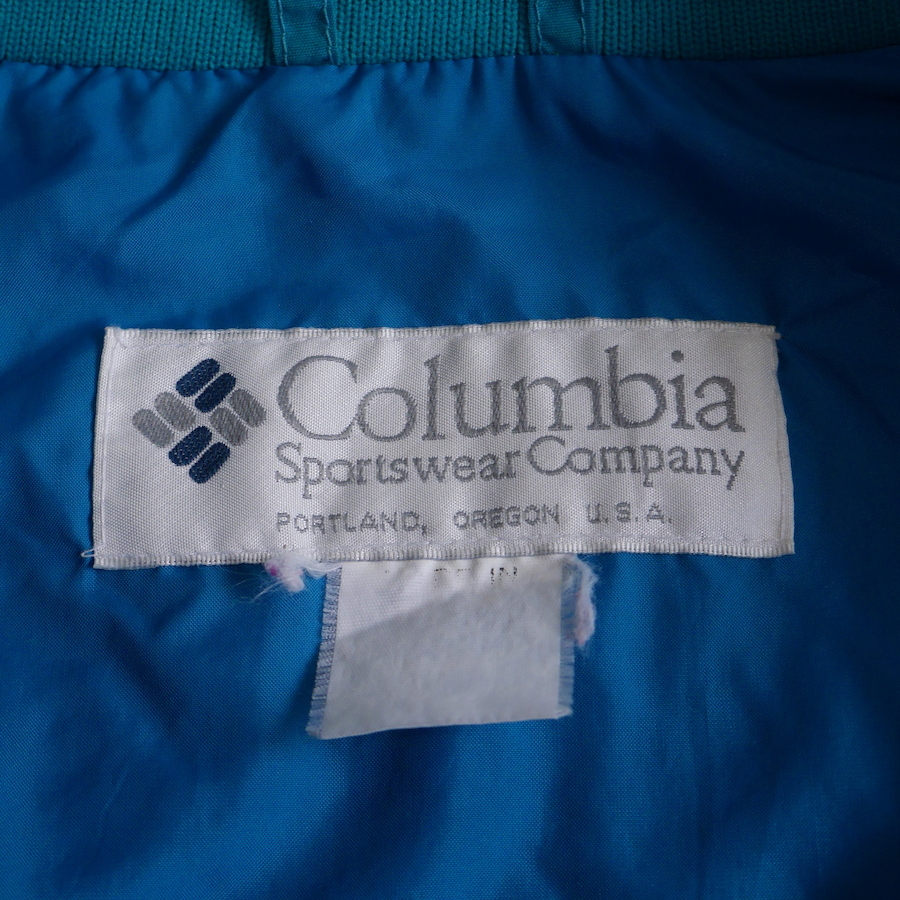 Columbia
Sportswear Company
PORTLAND, OREGON U.S.A.